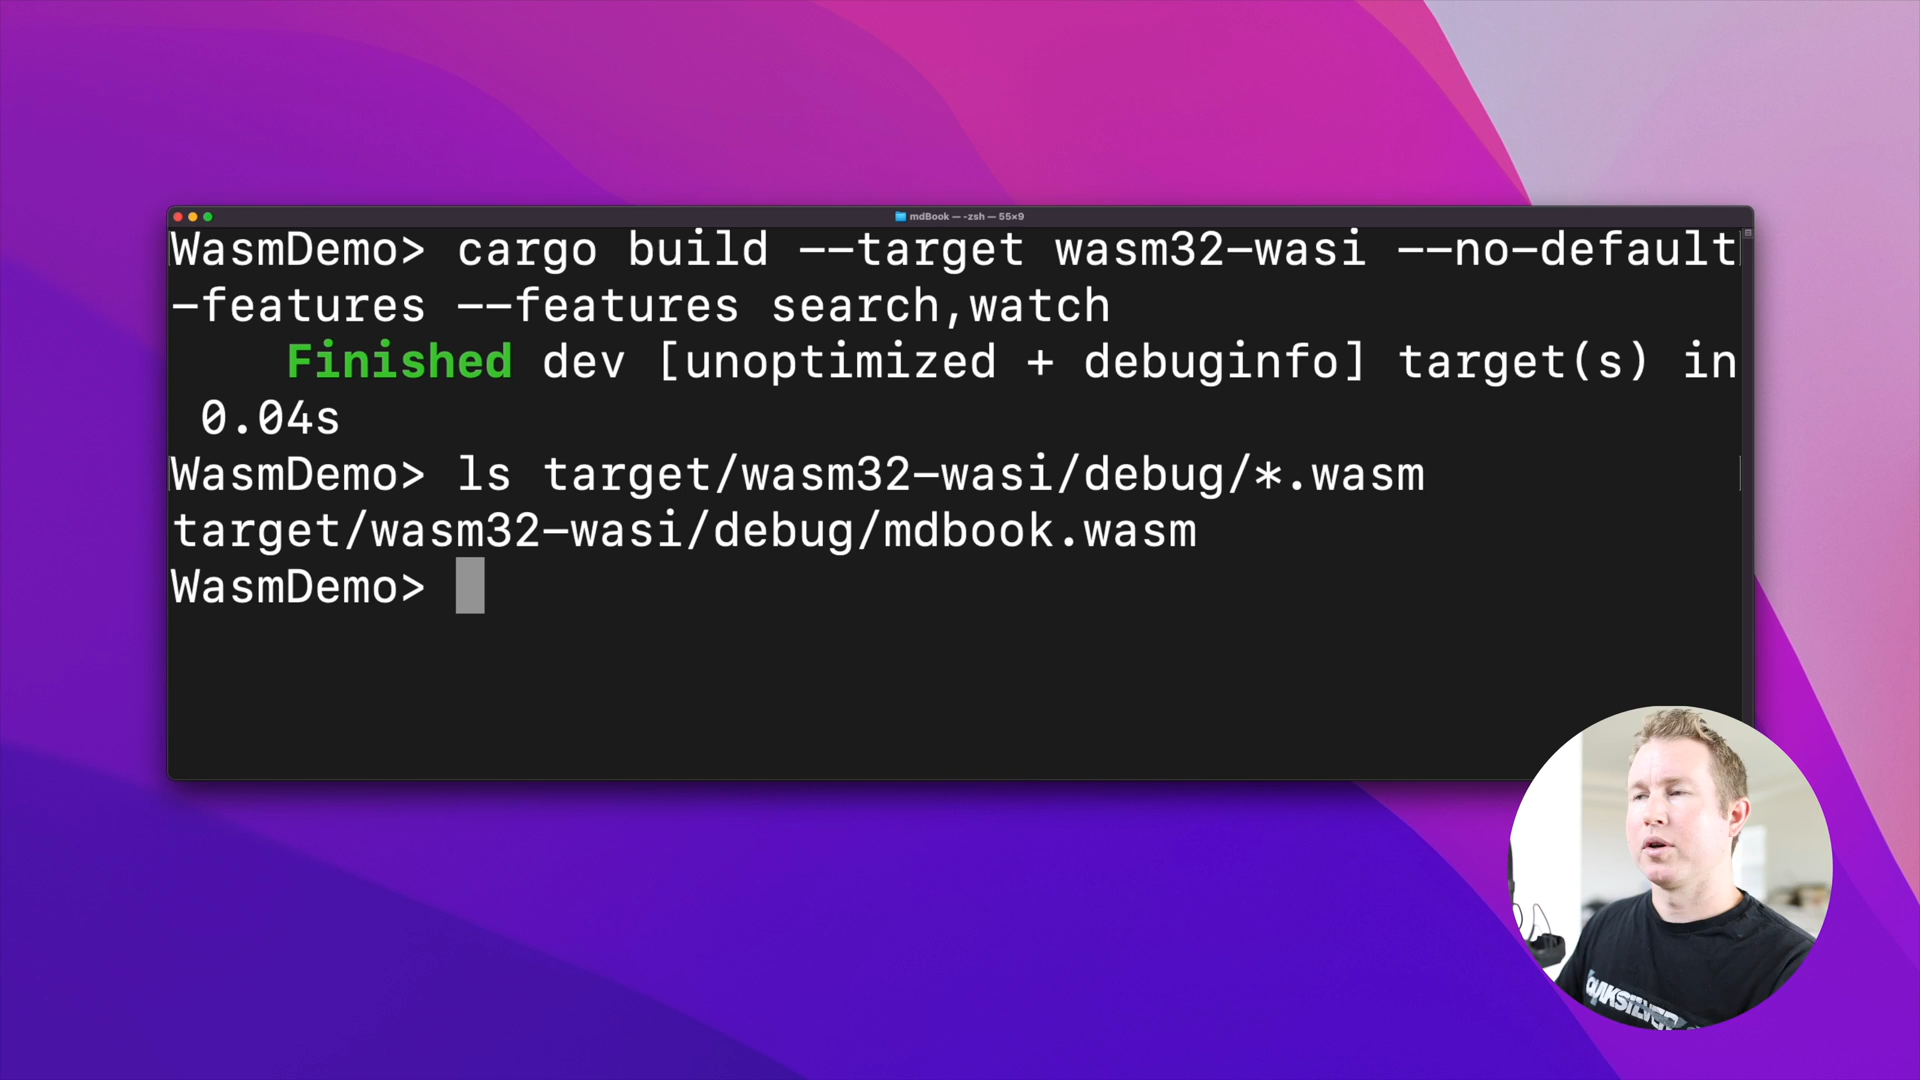 mdBook — -zsh — 55×9
WasmDemo> cargo build --target wasm32-wasi --no-default
-features --features search,watch
Finished dev [unoptimized + debuginfo] target(s) in
0.04s
WasmDemo> ls target/wasm32-wasi/debug/*.wasm
target/wasm32-wasi/debug/mdbook.wasm
WasmDemo>
QUIKSILVER